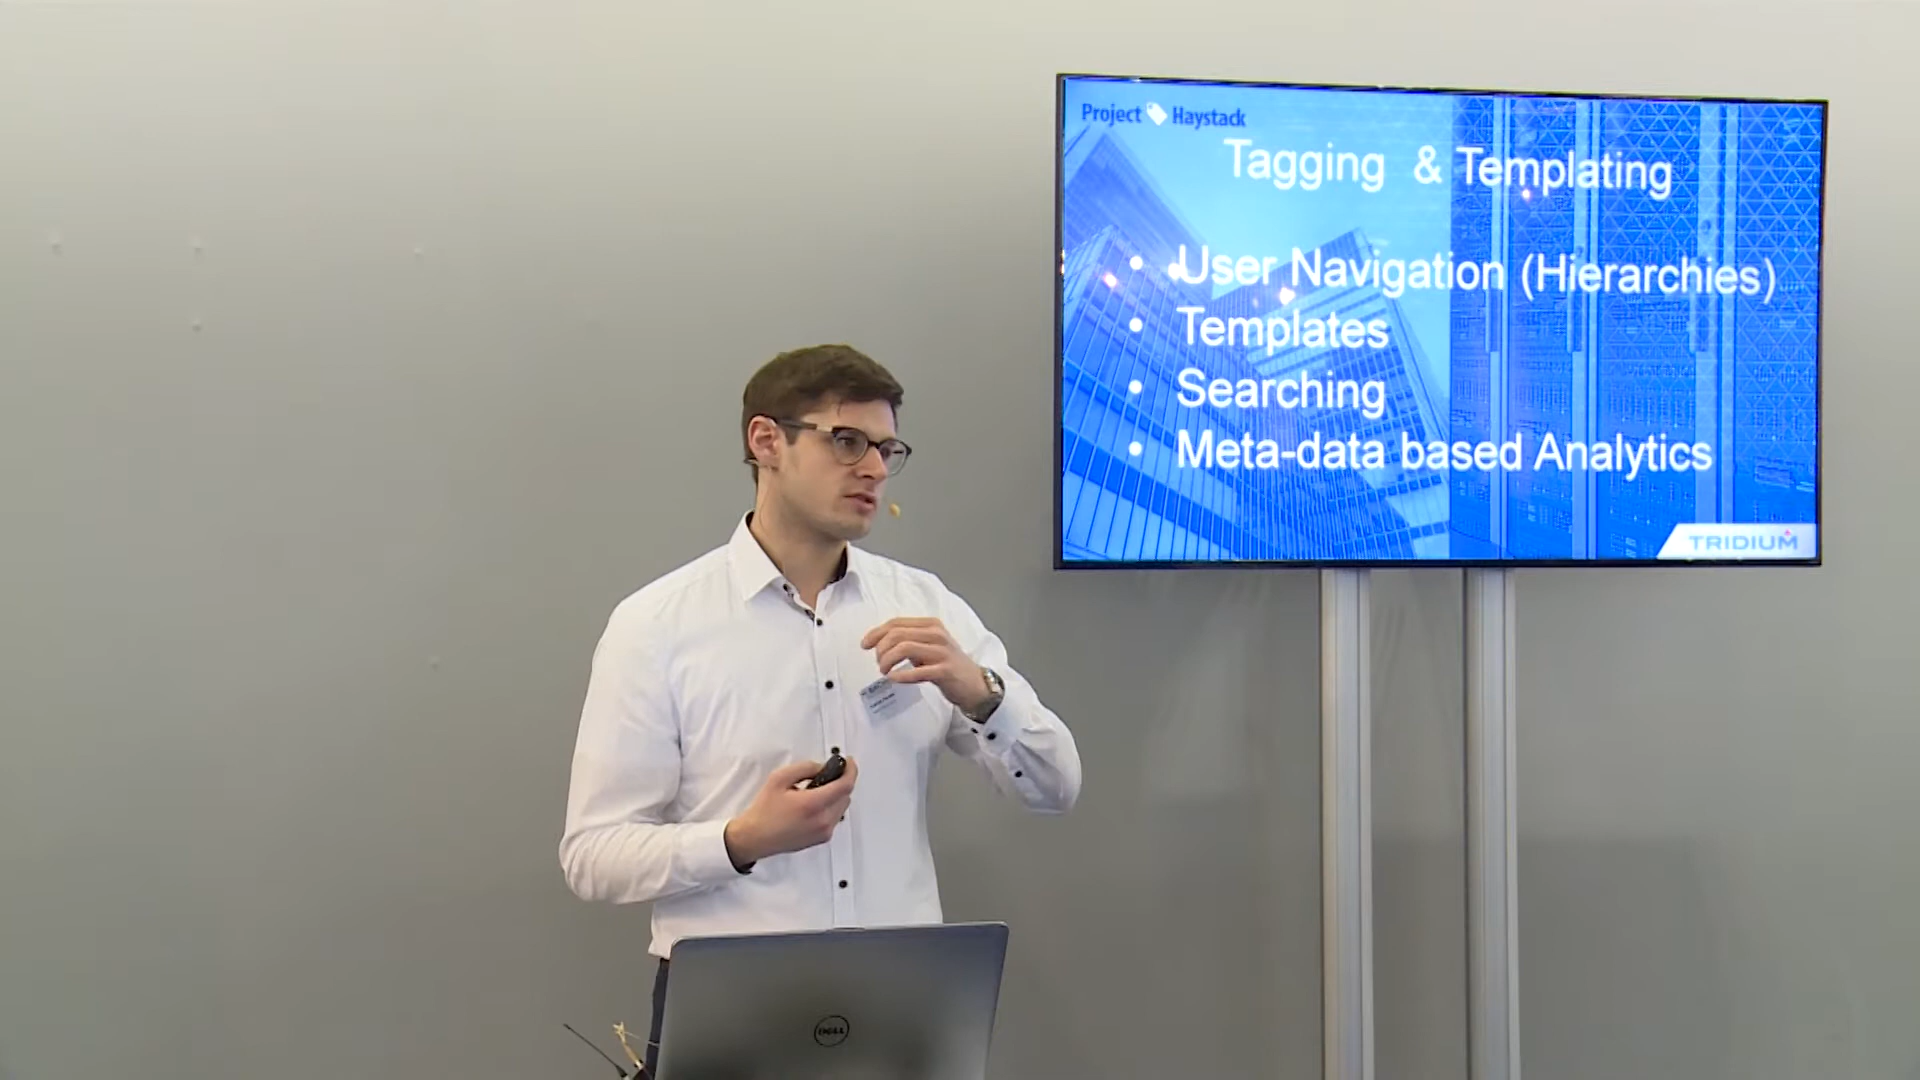 Project Haystack
Tagging & Templating
• User Navigation (Hierarchies)
• Templates
• Searching
• Meta-data based Analytics
TRIDIUM
DELL